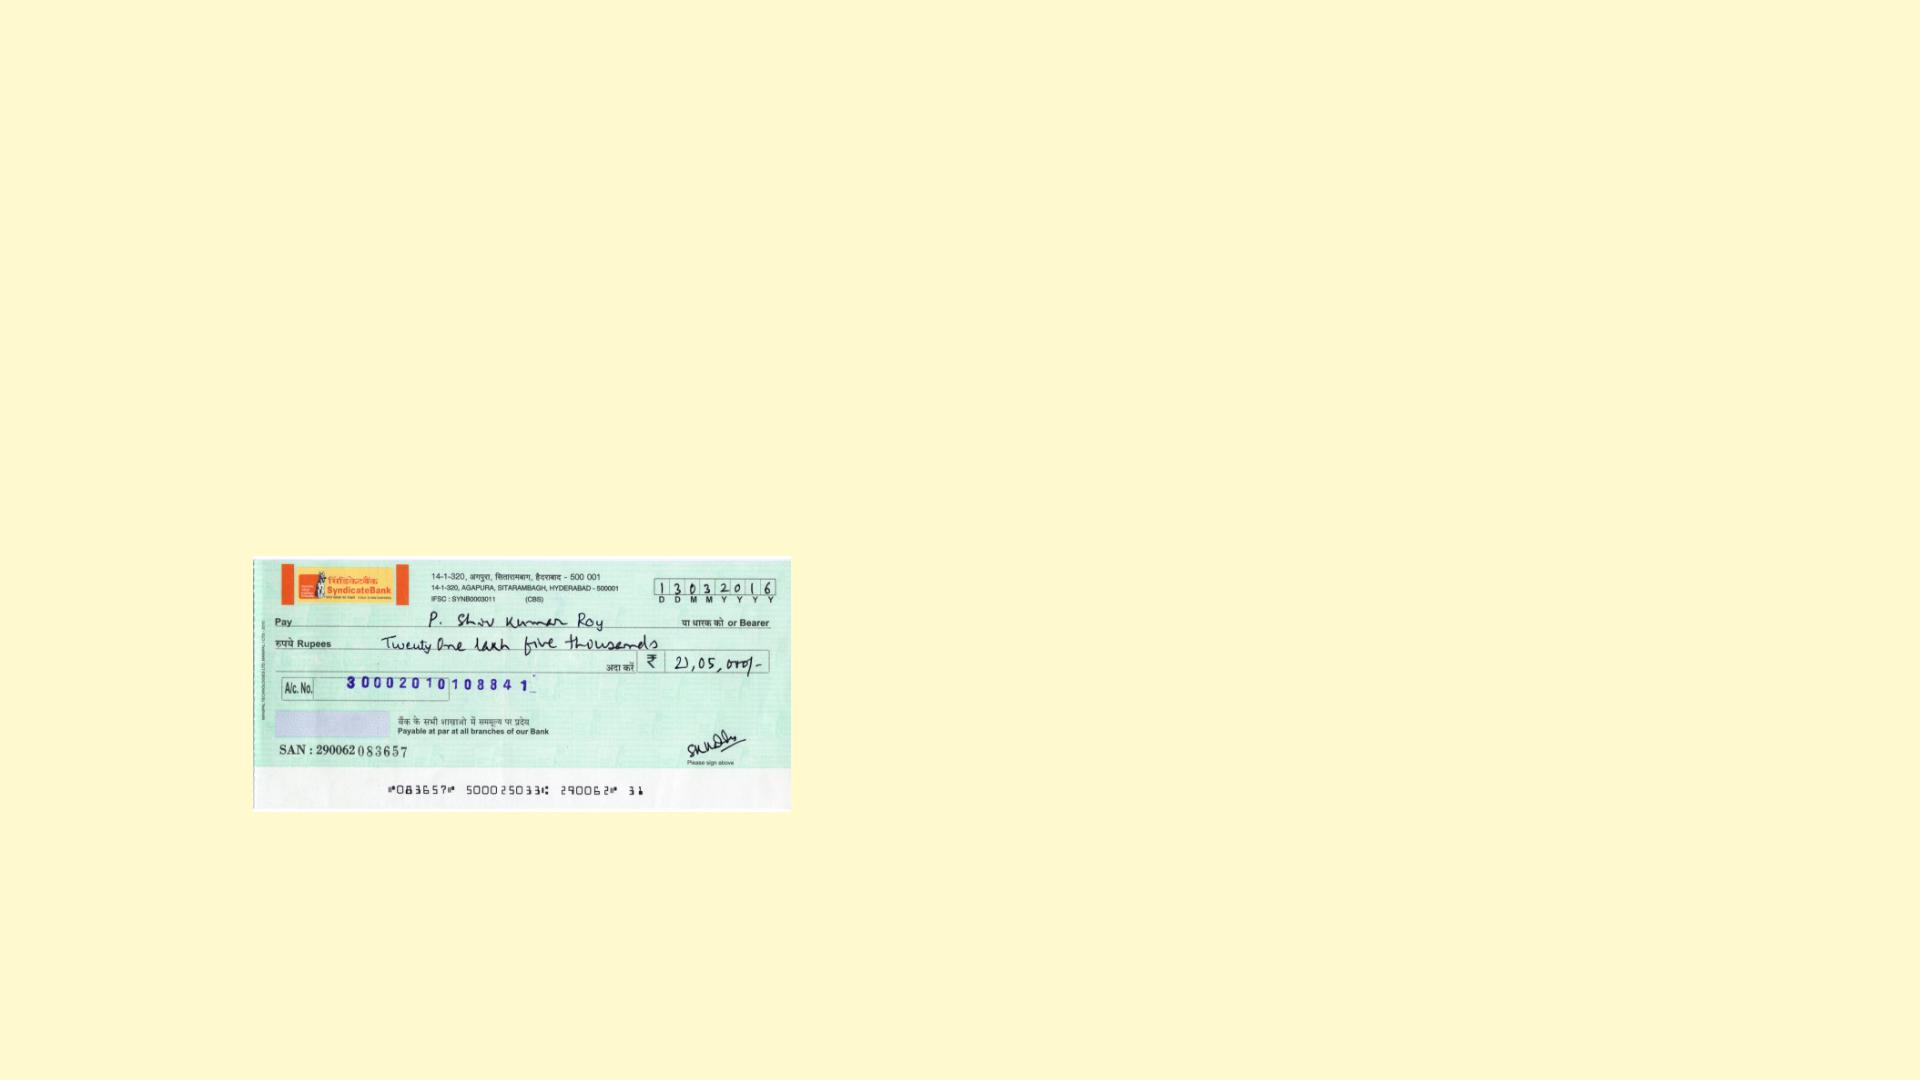 सिंडिकेटबैंक
SyndicateBank
14-1-320, अगपुरा, सितारामबाग, हैदराबाद - 500 001
14-1-320, AGAPURA, SITARAMBAGH, HYDERABAD - 500001
IFSC : SYNB0003011 (CBS)
1 3 0 3 2 0 1 6
D D M M Y Y Y Y
Pay P. Shiv Kumar Roy या धारक को or Bearer
रुपये Rupees Twenty One lakh five thousands
अदा करें ₹ 21,05,000/-
A/c. No. 30002010108841
बैंक के सभी शाखाओं में सममूल्य पर प्रदेय
Payable at par at all branches of our Bank
SAN : 290062 083657
Please sign above
⑈083657⑈ 500025033⑆ 290062⑈ 31